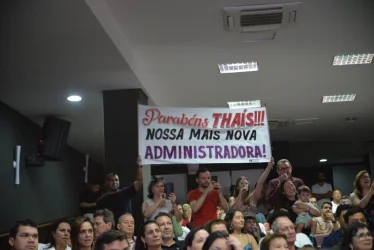 Parabéns THAÍS!!!
NOSSA MAIS NOVA
ADMINISTRADORA!